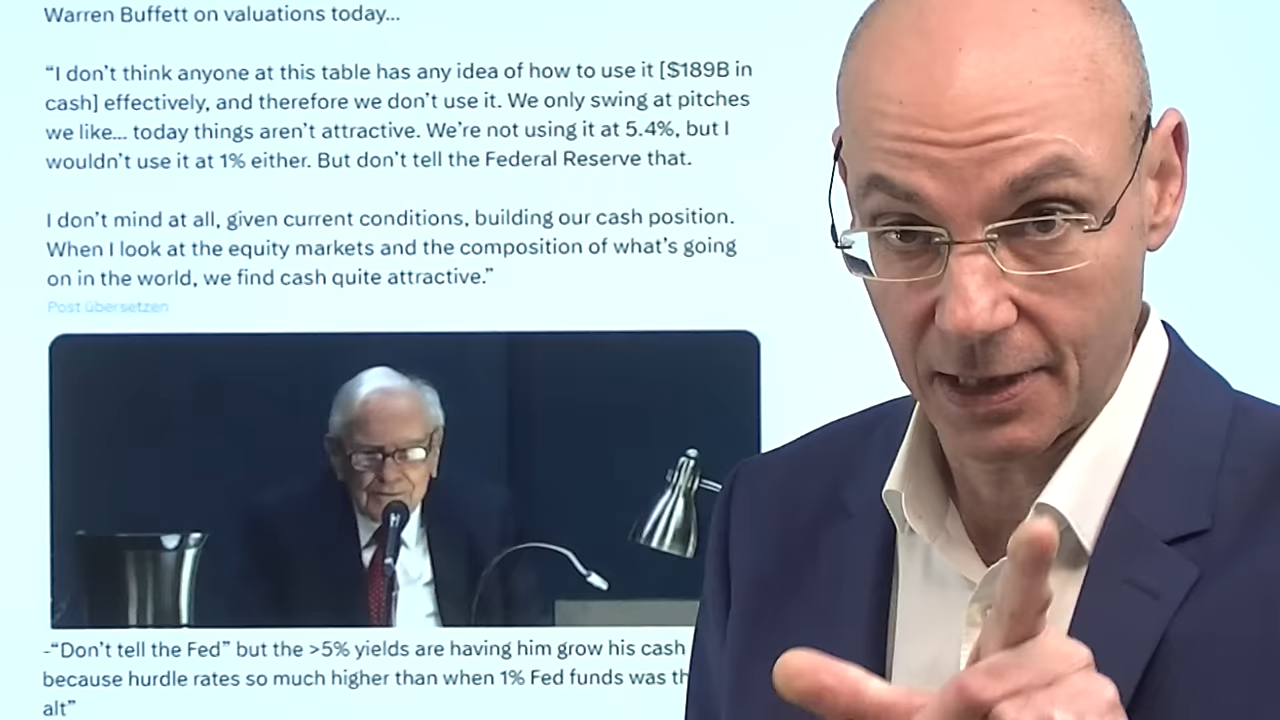 Warren Buffett on valuations today...
“I don’t think anyone at this table has any idea of how to use it [$189B in
cash] effectively, and therefore we don’t use it. We only swing at pitches
we like... today things aren’t attractive. We’re not using it at 5.4%, but I
wouldn’t use it at 1% either. But don’t tell the Federal Reserve that.
I don’t mind at all, given current conditions, building our cash position.
When I look at the equity markets and the composition of what’s going
on in the world, we find cash quite attractive.”
Post übersetzen
-“Don’t tell the Fed” but the >5% yields are having him grow his cash
because hurdle rates so much higher than when 1% Fed funds was
alt”